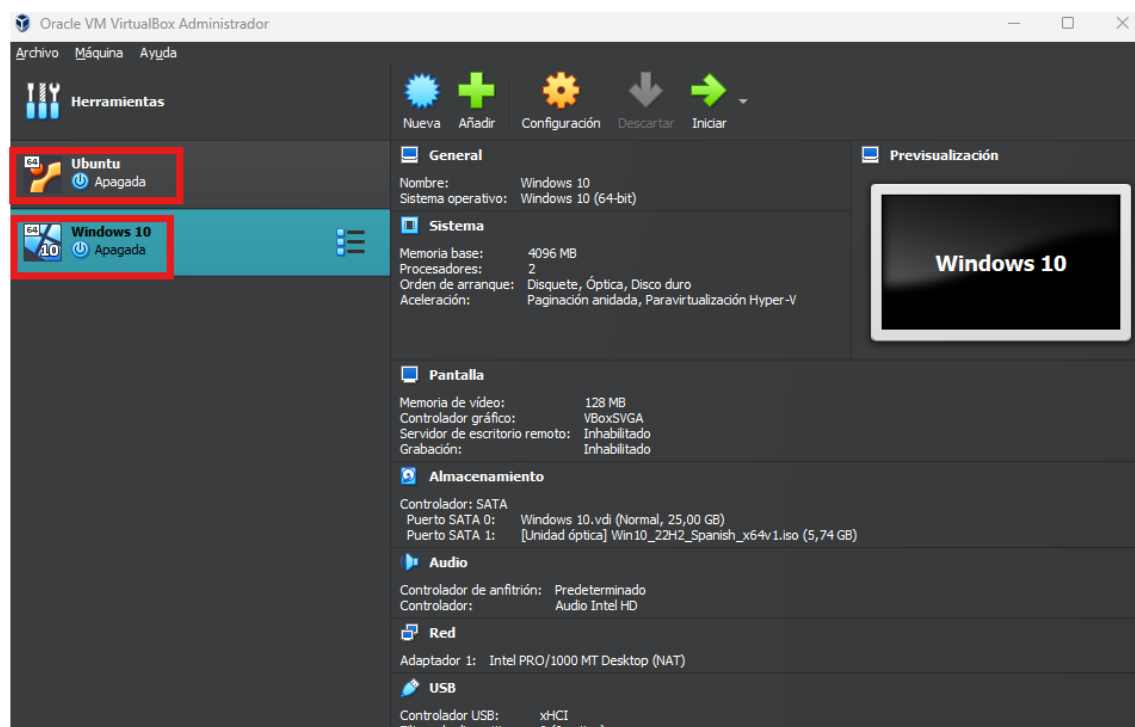 Oracle VM VirtualBox Administrador
Archivo Máquina Ayuda
Herramientas
Nueva Añadir Configuración Descartar Iniciar
64
Ubuntu
Apagada
64
10
Windows 10
Apagada
General
Nombre: Windows 10
Sistema operativo: Windows 10 (64-bit)
Previsualización
Windows 10
Sistema
Memoria base: 4096 MB
Procesadores: 2
Orden de arranque: Disquete, Óptica, Disco duro
Aceleración: Paginación anidada, Paravirtualización Hyper-V
Pantalla
Memoria de vídeo: 128 MB
Controlador gráfico: VBoxSVGA
Servidor de escritorio remoto: Inhabilitado
Grabación: Inhabilitado
Almacenamiento
Controlador: SATA
Puerto SATA 0: Windows 10.vdi (Normal, 25,00 GB)
Puerto SATA 1: [Unidad óptica] Win10_22H2_Spanish_x64v1.iso (5,74 GB)
Audio
Controlador de anfitrión: Predeterminado
Controlador: Audio Intel HD
Red
Adaptador 1: Intel PRO/1000 MT Desktop (NAT)
USB
Controlador USB: xHCI